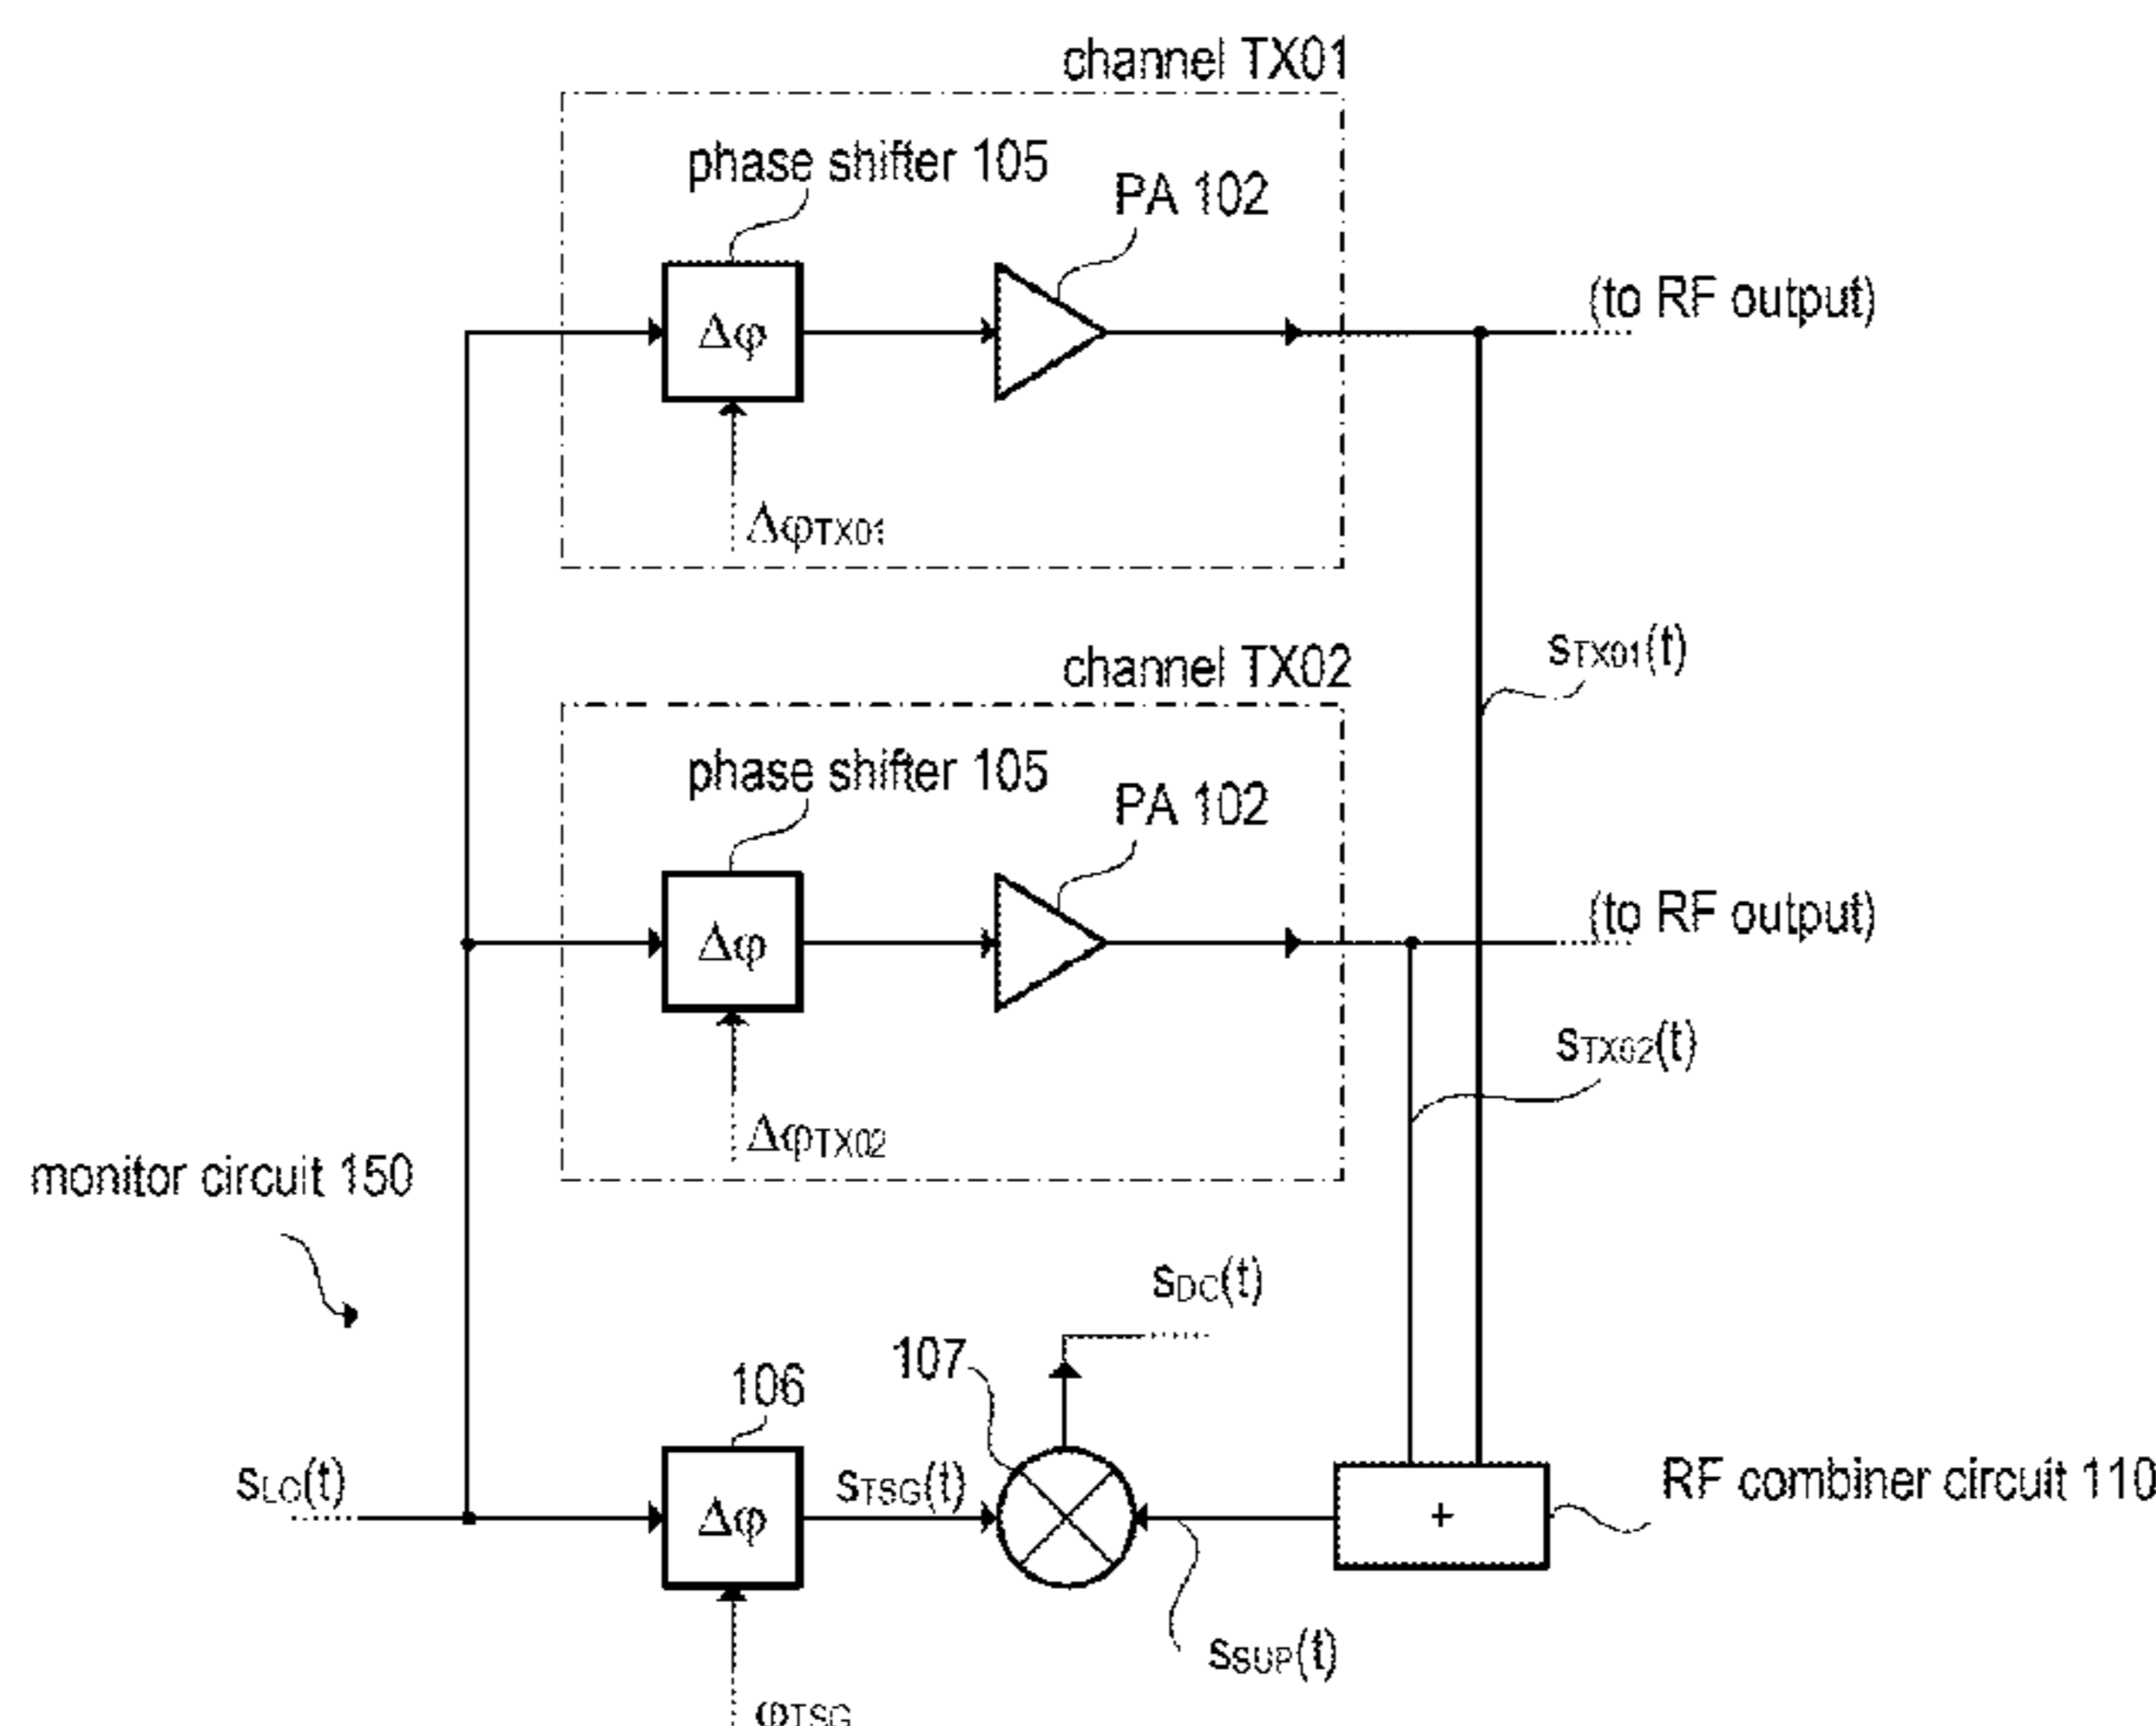 channel TX01
phase shifter 105
PA 102
(to RF output)
Δφ
ΔφTX01
sTX01(t)
channel TX02
phase shifter 105
PA 102
(to RF output)
Δφ
sTX02(t)
ΔφTX02
monitor circuit 150
sDC(t)
107
106
sLO(t)
Δφ
sTSG(t)
+
RF combiner circuit 110
sSUP(t)
φTSG